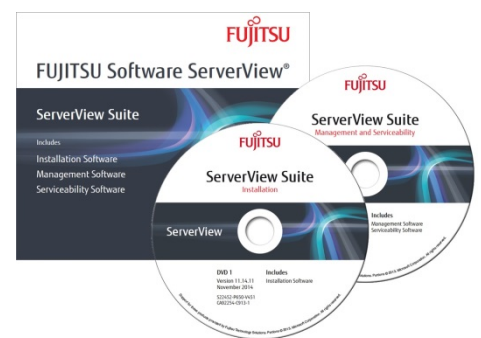 FUJITSU
FUJITSU Software ServerView®
ServerView Suite
Includes
Installation Software
Management Software
Serviceability Software
FUJITSU
ServerView Suite
Management and Serviceability
Includes
Management Software
Serviceability Software
FUJITSU
ServerView Suite
Installation
ServerView
DVD 1
Version 11.14.11
November 2014
Includes
Installation Software